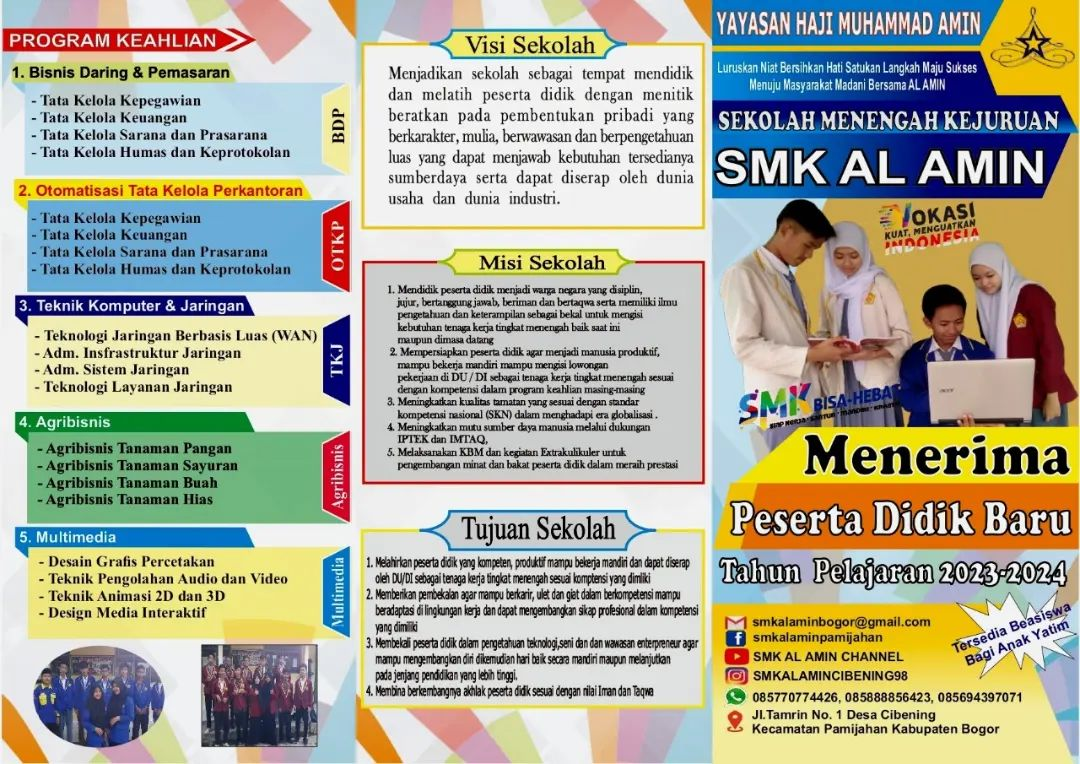 PROGRAM KEAHLIAN
1. Bisnis Daring & Pemasaran
- Tata Kelola Kepegawian
- Tata Kelola Keuangan
- Tata Kelola Sarana dan Prasarana
- Tata Kelola Humas dan Keprotokolan
BDP
2. Otomatisasi Tata Kelola Perkantoran
- Tata Kelola Kepegawian
- Tata Kelola Keuangan
- Tata Kelola Sarana dan Prasarana
- Tata Kelola Humas dan Keprotokolan
OTKP
3. Teknik Komputer & Jaringan
- Teknologi Jaringan Berbasis Luas (WAN)
- Adm. Insfrastruktur Jaringan
- Adm. Sistem Jaringan
- Teknologi Layanan Jaringan
TKJ
4. Agribisnis
- Agribisnis Tanaman Pangan
- Agribisnis Tanaman Sayuran
- Agribisnis Tanaman Buah
- Agribisnis Tanaman Hias
Agribisnis
5. Multimedia
- Desain Grafis Percetakan
- Teknik Pengolahan Audio dan Video
- Teknik Animasi 2D dan 3D
- Design Media Interaktif
Multimedia
Visi Sekolah
Menjadikan sekolah sebagai tempat mendidik
dan melatih peserta didik dengan menitik
beratkan pada pembentukan pribadi yang
berkarakter, mulia, berwawasan dan berpengetahuan
luas yang dapat menjawab kebutuhan tersedianya
sumberdaya serta dapat diserap oleh dunia
usaha dan dunia industri.
Misi Sekolah
1. Mendidik peserta didik menjadi warga negara yang disiplin,
jujur, bertanggung jawab, beriman dan bertaqwa serta memiliki ilmu
pengetahuan dan keterampilan sebagai bekal untuk mengisi
kebutuhan tenaga kerja tingkat menengah baik saat ini
maupun dimasa datang
2. Mempersiapkan peserta didik agar menjadi manusia produktif,
mampu bekerja mandiri mampu mengisi lowongan
pekerjaan di DU / DI sebagai tenaga kerja tingkat menengah sesuai
dengan kompetensi dalam program keahlian masing-masing
3. Meningkatkan kualitas tamatan yang sesuai dengan standar
kompetensi nasional (SKN) dalam menghadapi era globalisasi .
4. Meningkatkan mutu sumber daya manusia melalui dukungan
IPTEK dan IMTAQ,
5. Melaksanakan KBM dan kegiatan Extrakulikuler untuk
pengembangan minat dan bakat peserta didik dalam meraih prestasi
Tujuan Sekolah
1. Melahirkan peserta didik yang kompeten, produktif mampu bekerja mandiri dan dapat diserap
oleh DU/DI sebagai tenaga kerja tingkat menengah sesuai komptensi yang dimliki
2. Memberikan pembekalan agar mampu berkarir, ulet dan giat dalam berkompetensi mampu
beradaptasi di lingkungan kerja dan dapat mengembangkan sikap profesional dalam kompetensi
yang dimiliki
3. Membekali peserta didik dalam pengetahuan teknologi,seni dan dan wawasan enterpreneur agar
mampu mengembangkan diri dikemudian hari baik secara mandiri maupun melanjutkan
pada jenjang pendidikan yang lebih tinggi.
4. Membina berkembangnya akhlak peserta didik sesuai dengan nilai Iman dan Taqwa
YAYASAN HAJI MUHAMMAD AMIN
Luruskan Niat Bersihkan Hati Satukan Langkah Maju Sukses
Menuju Masyarakat Madani Bersama AL AMIN
SEKOLAH MENENGAH KEJURUAN
SMK AL AMIN
VOKASI
KUAT, MENGUATKAN
INDONESIA
SMK BISA-HEBAT
SIAP KERJA • SANTUN • MANDIRI • KREATIF
acer
Menerima
Peserta Didik Baru
Tahun Pelajaran 2023-2024
Tersedia Beasiswa
Bagi Anak Yatim
smkalaminbogor@gmail.com
smkalaminpamijahan
SMK AL AMIN CHANNEL
SMKALAMINCIBENING98
085770774426, 085888856423, 085694397071
Jl.Tamrin No. 1 Desa Cibening
Kecamatan Pamijahan Kabupaten Bogor